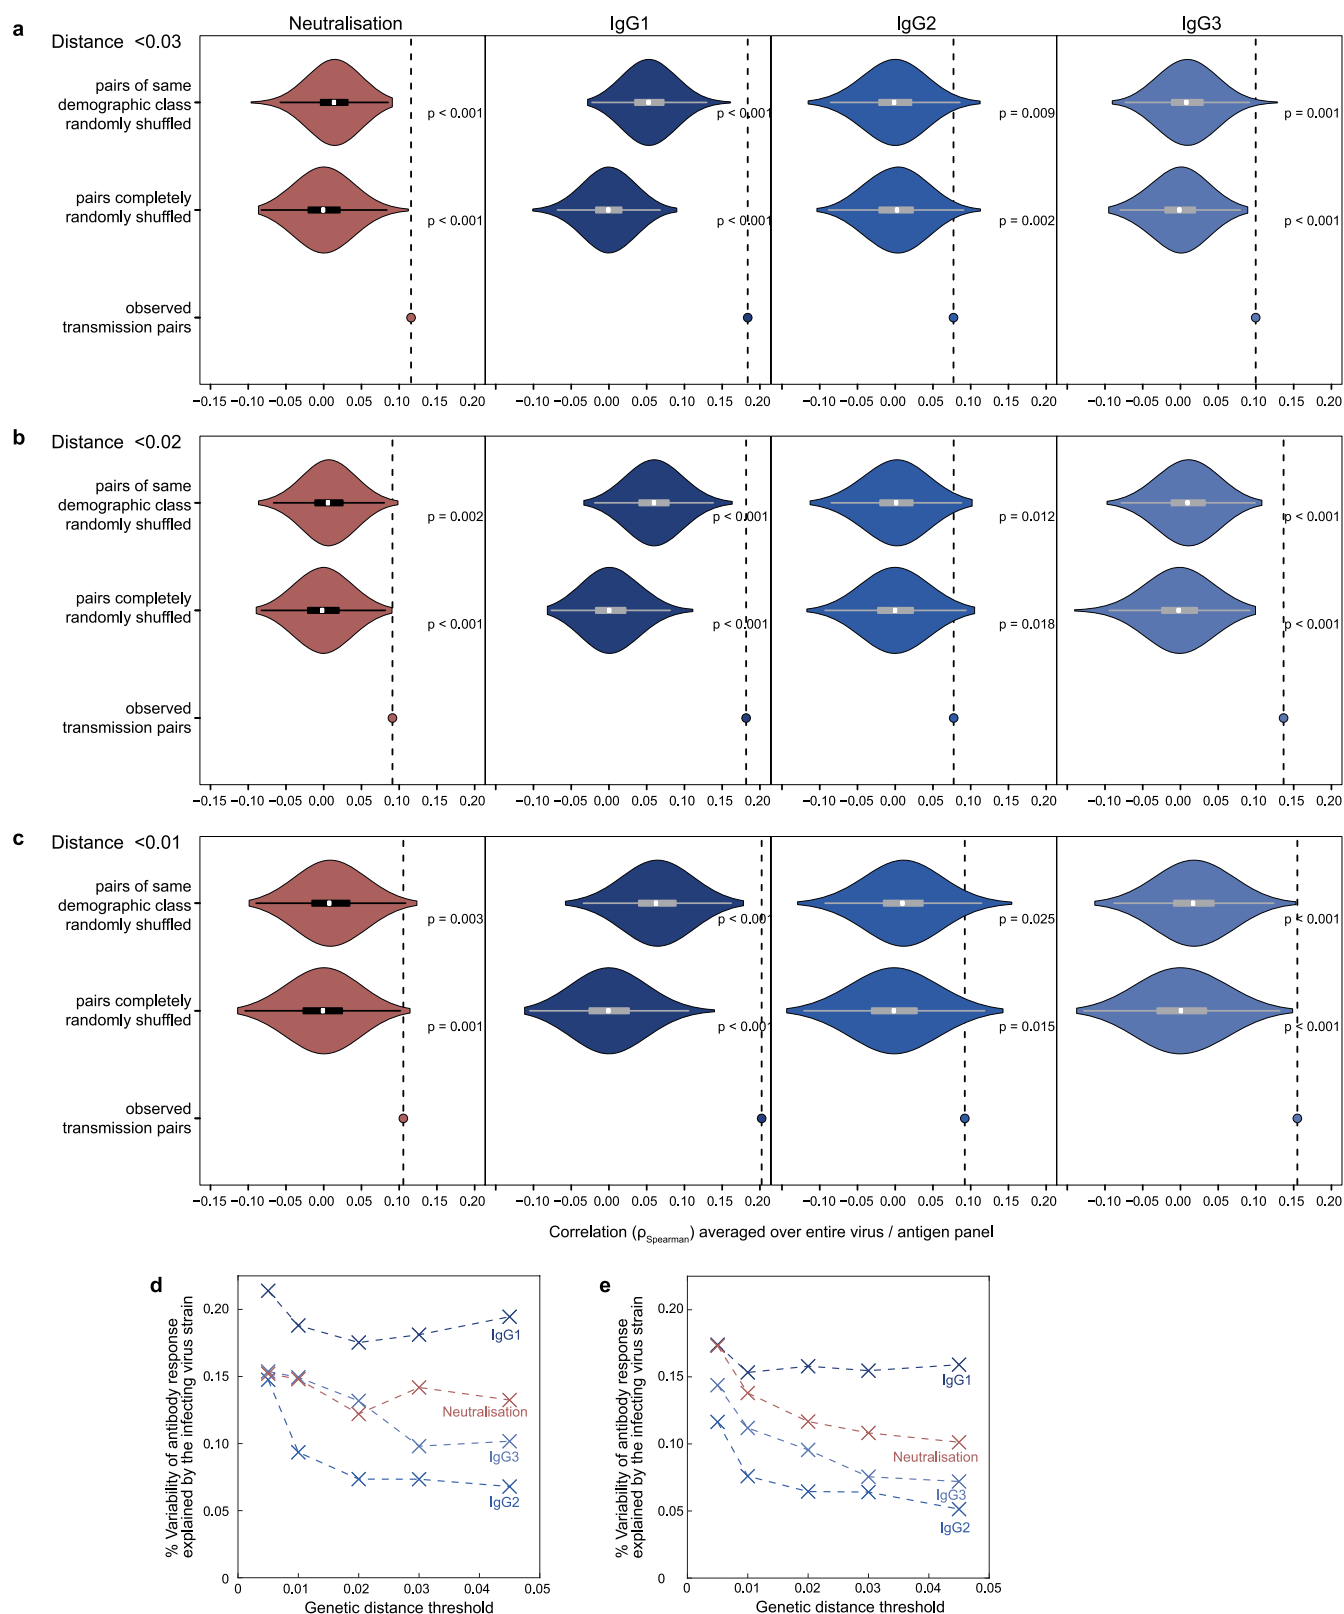 Neutralisation IgG1 IgG2 IgG3
a Distance <0.03
pairs of same
demographic class
randomly shuffled
p < 0.001 p < 0.001 p = 0.009 p = 0.001
pairs completely
randomly shuffled
p < 0.001 p < 0.001 p = 0.002 p < 0.001
observed
transmission pairs
−0.15 −0.10 −0.05 0.00 0.05 0.10 0.15 0.20 −0.10 −0.05 0.00 0.05 0.10 0.15 0.20 −0.10 −0.05 0.00 0.05 0.10 0.15 0.20 −0.10 −0.05 0.00 0.05 0.10 0.15 0.20
b Distance <0.02
pairs of same
demographic class
randomly shuffled
p = 0.002 p < 0.001 p = 0.012 p < 0.001
pairs completely
randomly shuffled
p < 0.001 p < 0.001 p = 0.018 p < 0.001
observed
transmission pairs
−0.15 −0.10 −0.05 0.00 0.05 0.10 0.15 0.20 −0.10 −0.05 0.00 0.05 0.10 0.15 0.20 −0.10 −0.05 0.00 0.05 0.10 0.15 0.20 −0.10 −0.05 0.00 0.05 0.10 0.15 0.20
c Distance <0.01
pairs of same
demographic class
randomly shuffled
p = 0.003 p < 0.001 p = 0.025 p < 0.001
pairs completely
randomly shuffled
p = 0.001 p < 0.001 p = 0.015 p < 0.001
observed
transmission pairs
−0.15 −0.10 −0.05 0.00 0.05 0.10 0.15 0.20 −0.10 −0.05 0.00 0.05 0.10 0.15 0.20 −0.10 −0.05 0.00 0.05 0.10 0.15 0.20 −0.10 −0.05 0.00 0.05 0.10 0.15 0.20
Correlation (ρSpearman) averaged over entire virus / antigen panel
d
% Variability of antibody response
explained by the infecting virus strain
0.20
0.15
0.10
0.05
0
IgG1
Neutralisation
IgG3
IgG2
0 0.01 0.02 0.03 0.04 0.05
Genetic distance threshold
e
% Variability of antibody response
explained by the infecting virus strain
0.20
0.15
0.10
0.05
0
IgG1
Neutralisation
IgG3
IgG2
0 0.01 0.02 0.03 0.04 0.05
Genetic distance threshold